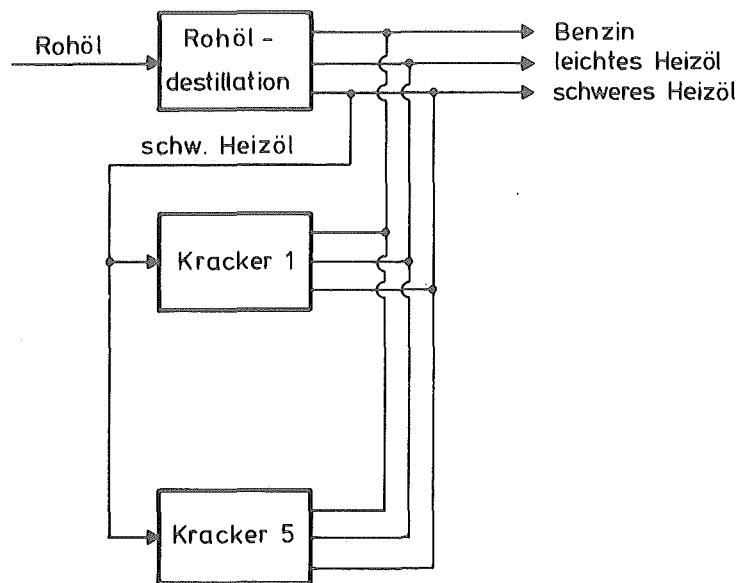 Rohöl
Rohöl -
destillation
Benzin
leichtes Heizöl
schweres Heizöl
schw. Heizöl
Kracker 1
Kracker 5